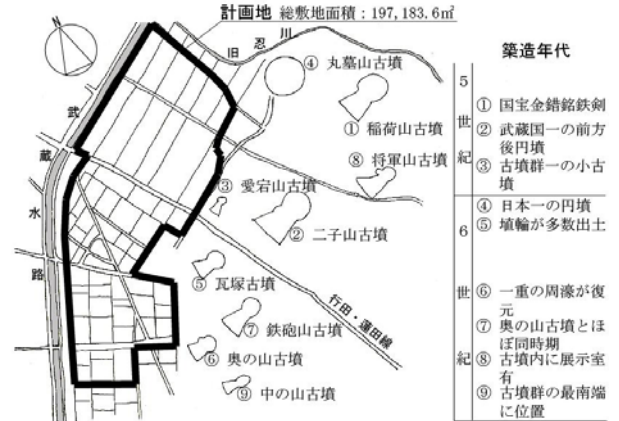 計画地 総敷地面積：197,183.6㎡
旧忍川
武蔵水路
④ 丸墓山古墳
① 稲荷山古墳
⑧ 将軍山古墳
③ 愛宕山古墳
② 二子山古墳
⑤ 瓦塚古墳
行田・蓮田線
⑦ 鉄砲山古墳
⑥ 奥の山古墳
⑨ 中の山古墳
築造年代
5世紀
① 国宝金錯銘鉄剣
② 武蔵国一の前方
後円墳
③ 古墳群一の小古
墳
6世紀
④ 日本一の円墳
⑤ 埴輪が多数出土
⑥ 一重の周濠が復
元
⑦ 奥の山古墳とほ
ぼ同時期
⑧ 古墳内に展示室
有
⑨ 古墳群の最南端
に位置